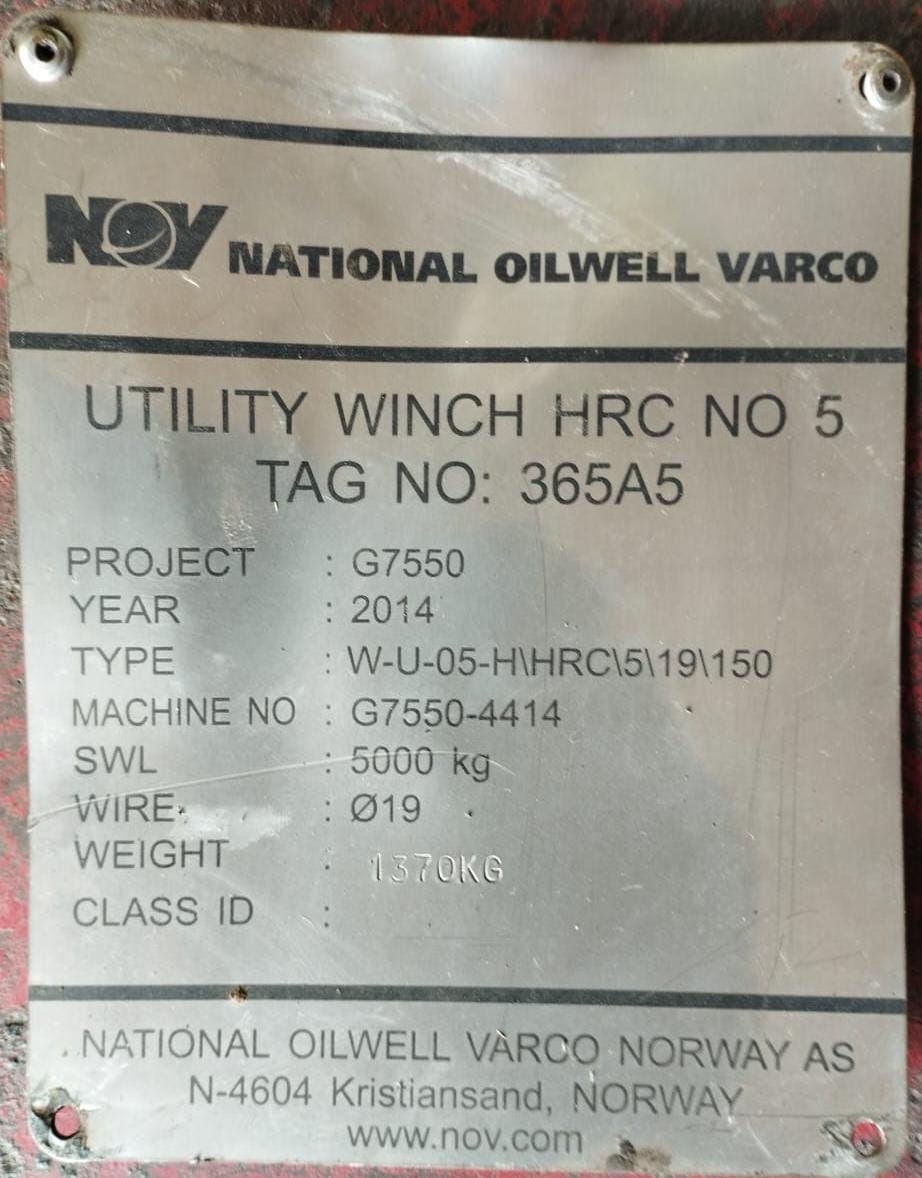 NOV NATIONAL OILWELL VARCO
UTILITY WINCH HRC NO 5
TAG NO: 365A5
PROJECT : G7550
YEAR : 2014
TYPE : W-U-05-H\HRC\5\19\150
MACHINE NO : G7550-4414
SWL : 5000 kg
WIRE : Ø19
WEIGHT : 1370KG
CLASS ID :
NATIONAL OILWELL VARCO NORWAY AS
N-4604 Kristiansand, NORWAY
www.nov.com